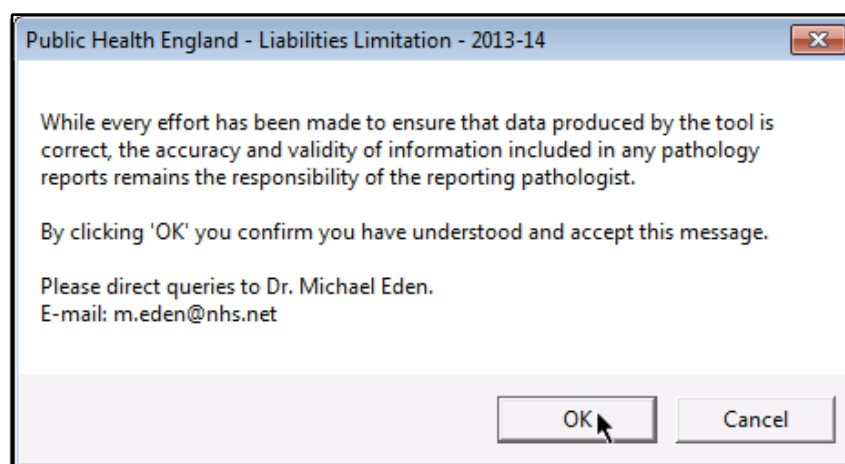 Public Health England - Liabilities Limitation - 2013-14
While every effort has been made to ensure that data produced by the tool is
correct, the accuracy and validity of information included in any pathology
reports remains the responsibility of the reporting pathologist.
By clicking 'OK' you confirm you have understood and accept this message.
Please direct queries to Dr. Michael Eden.
E-mail: m.eden@nhs.net
OK
Cancel